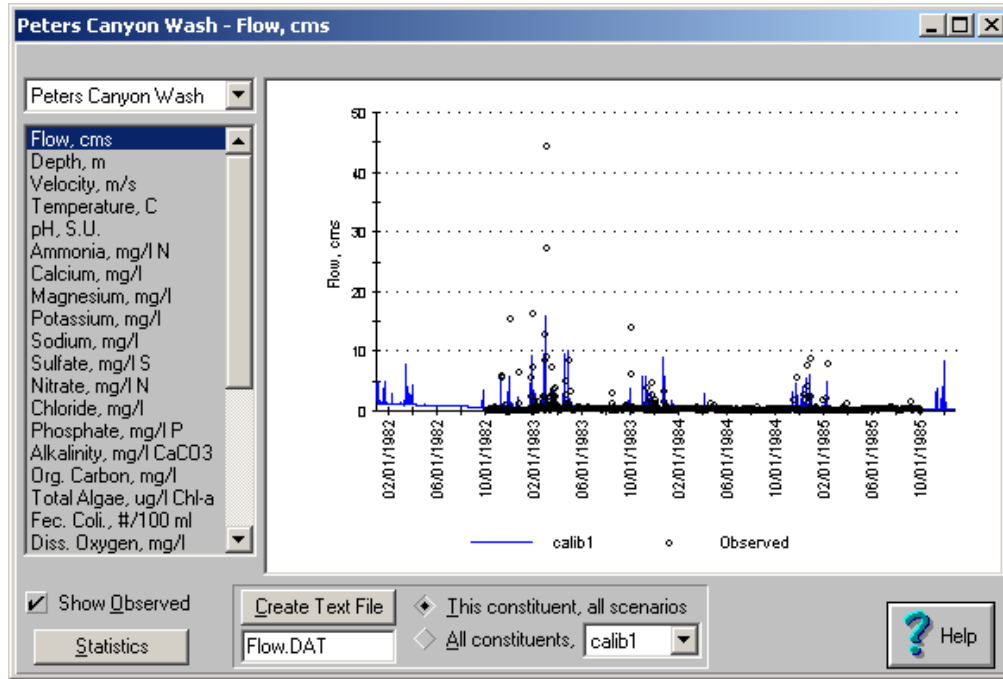 Peters Canyon Wash - Flow, cms
Peters Canyon Wash
Flow, cms
Depth, m
Velocity, m/s
Temperature, C
pH, S.U.
Ammonia, mg/l N
Calcium, mg/l
Magnesium, mg/l
Potassium, mg/l
Sodium, mg/l
Sulfate, mg/l S
Nitrate, mg/l N
Chloride, mg/l
Phosphate, mg/l P
Alkalinity, mg/l CaCO3
Org. Carbon, mg/l
Total Algae, ug/l Chl-a
Fec. Coli., #/100 ml
Diss. Oxygen, mg/l
Flow, cms
50
40
30
20
10
0
02/01/1982
06/01/1982
10/01/1982
02/01/1983
06/01/1983
10/01/1983
02/01/1984
06/01/1984
10/01/1984
02/01/1985
06/01/1985
10/01/1985
calib1
Observed
Show Observed
Statistics
Create Text File
Flow.DAT
This constituent, all scenarios
All constituents,
calib1
? Help